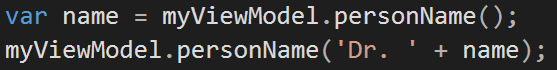 var name = myViewModel.personName();
myViewModel.personName('Dr. ' + name);